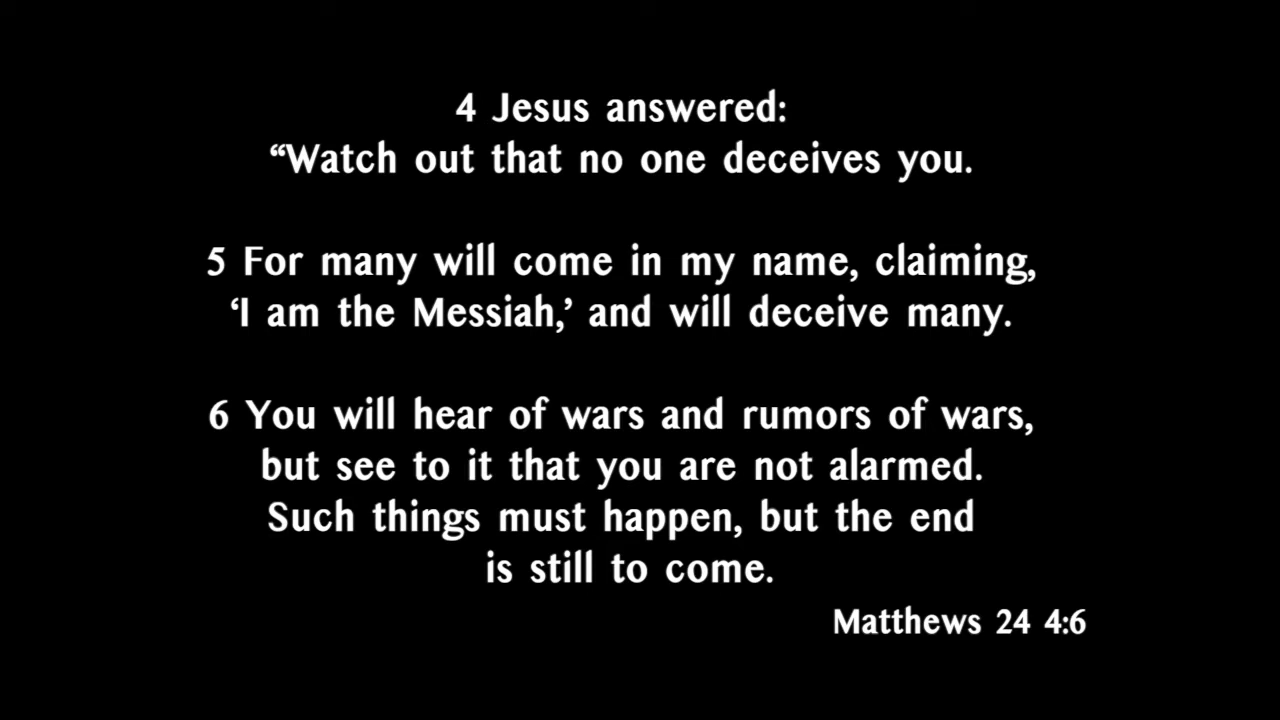 4 Jesus answered:
“Watch out that no one deceives you.
5 For many will come in my name, claiming,
‘I am the Messiah,’ and will deceive many.
6 You will hear of wars and rumors of wars,
but see to it that you are not alarmed.
Such things must happen, but the end
is still to come.
Matthews 24 4:6